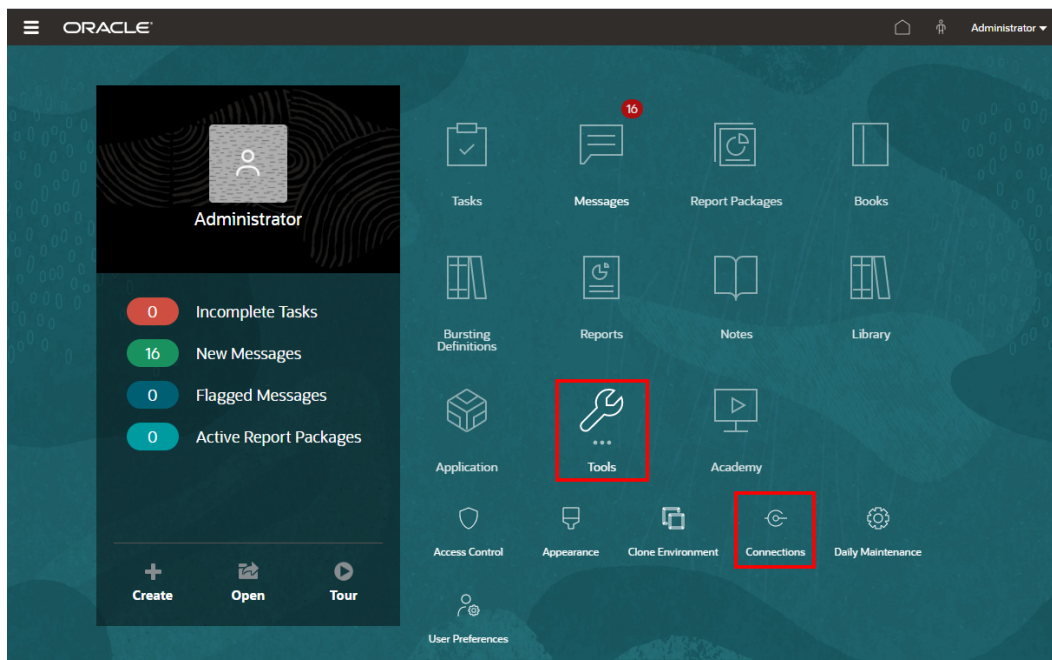 ORACLE
Administrator
Administrator
0 Incomplete Tasks
16 New Messages
0 Flagged Messages
0 Active Report Packages
Create Open Tour
16
Tasks Messages Report Packages Books
Bursting
Definitions
Reports Notes Library
Application Tools Academy
Access Control Appearance Clone Environment Connections Daily Maintenance
User Preferences